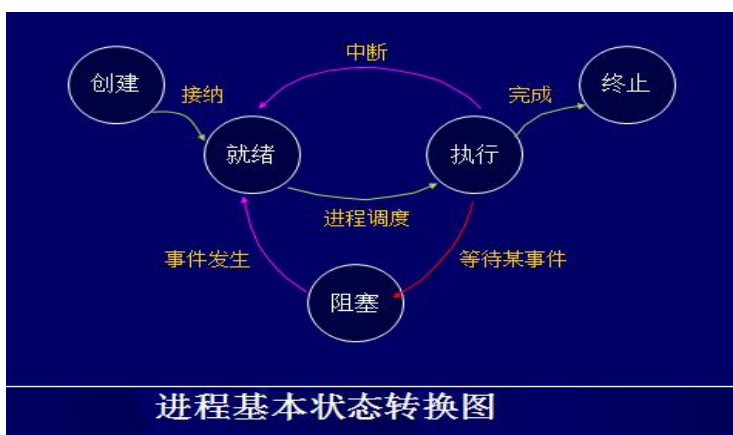 中断
创建
接纳
完成
终止
就绪
执行
进程调度
事件发生
等待某事件
阻塞
进程基本状态转换图